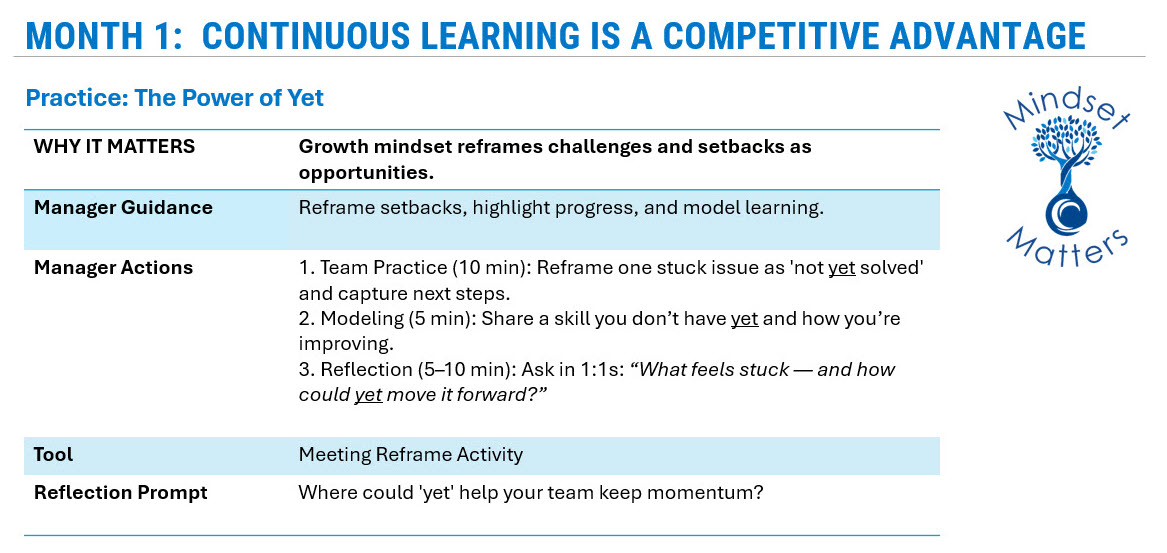 MONTH 1: CONTINUOUS LEARNING IS A COMPETITIVE ADVANTAGE
Practice: The Power of Yet
Mindset
Matters
WHY IT MATTERS
Growth mindset reframes challenges and setbacks as
opportunities.
Manager Guidance
Reframe setbacks, highlight progress, and model learning.
Manager Actions
1. Team Practice (10 min): Reframe one stuck issue as 'not yet solved'
and capture next steps.
2. Modeling (5 min): Share a skill you don’t have yet and how you’re
improving.
3. Reflection (5–10 min): Ask in 1:1s: “What feels stuck — and how
could yet move it forward?”
Tool
Meeting Reframe Activity
Reflection Prompt
Where could 'yet' help your team keep momentum?